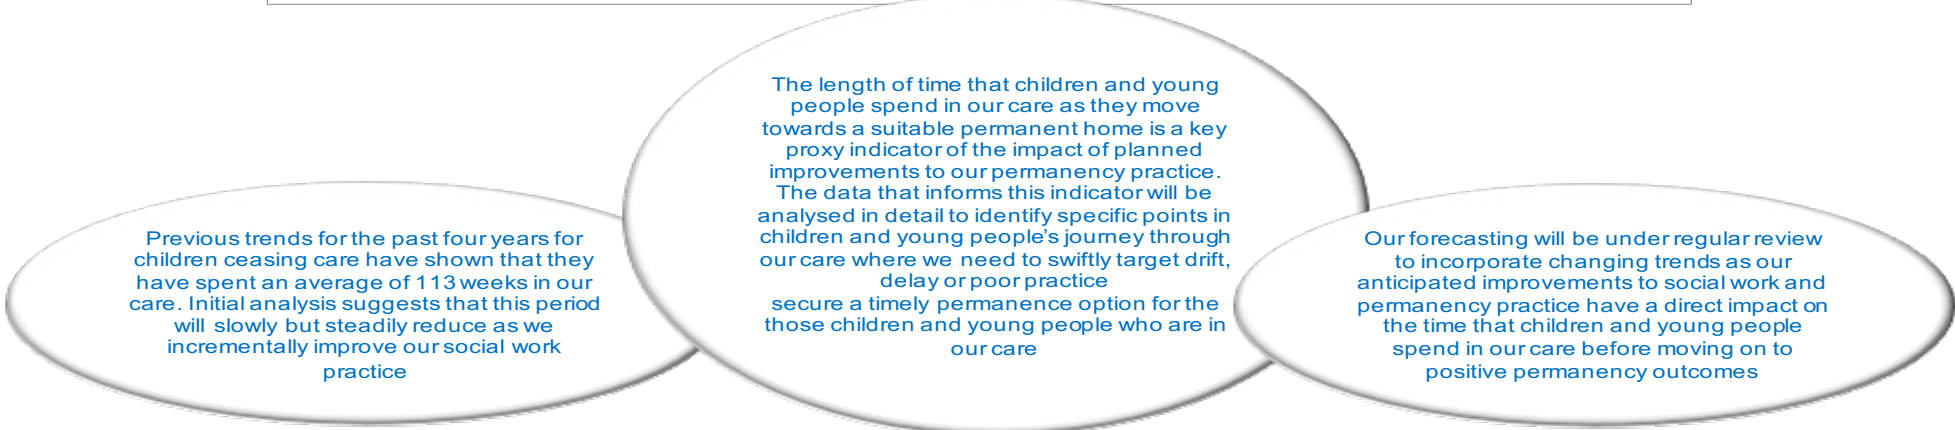 Previous trends for the past four years for
children ceasing care have shown that they
have spent an average of 113 weeks in our
care. Initial analysis suggests that this period
will slowly but steadily reduce as we
incrementally improve our social work
practice
The length of time that children and young
people spend in our care as they move
towards a suitable permanent home is a key
proxy indicator of the impact of planned
improvements to our permanency practice.
The data that informs this indicator will be
analysed in detail to identify specific points in
children and young people’s journey through
our care where we need to swiftly target drift,
delay or poor practice
secure a timely permanence option for the
those children and young people who are in
our care
Our forecasting will be under regular review
to incorporate changing trends as our
anticipated improvements to social work and
permanency practice have a direct impact on
the time that children and young people
spend in our care before moving on to
positive permanency outcomes